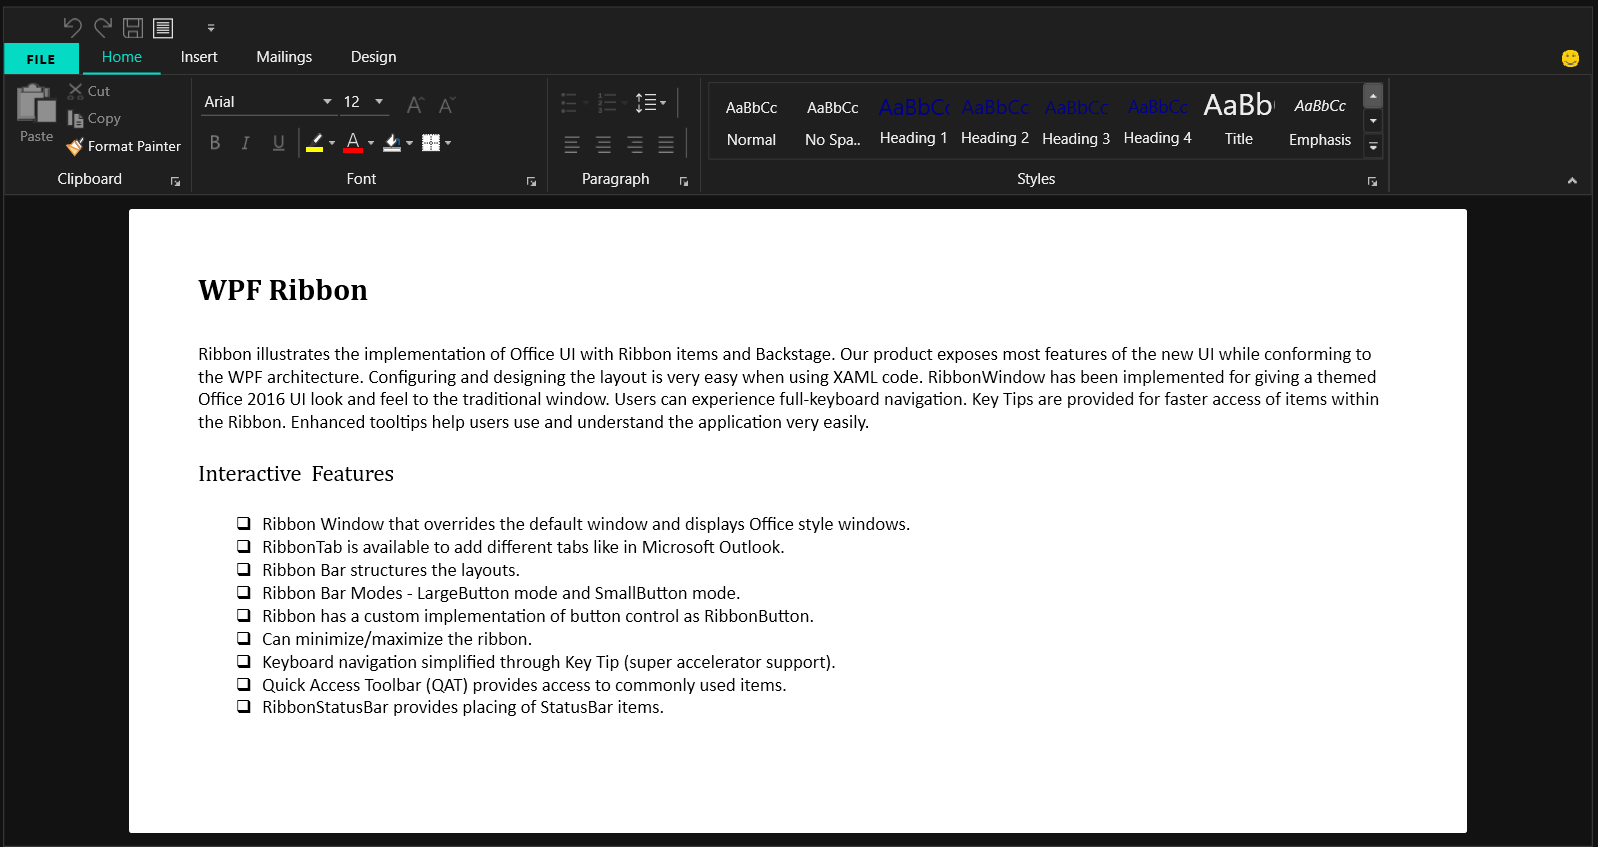 FILE
Home
Insert
Mailings
Design
Paste
Cut
Copy
Format Painter
Clipboard
Arial
12
A
A
B
I
U
A
Font
Paragraph
AaBbCc
Normal
AaBbCc
No Spa..
AaBbCc
Heading 1
AaBbCc
Heading 2
AaBbCc
Heading 3
AaBbCc
Heading 4
AaBb
Title
AaBbCc
Emphasis
Styles
WPF Ribbon
Ribbon illustrates the implementation of Office UI with Ribbon items and Backstage. Our product exposes most features of the new UI while conforming to
the WPF architecture. Configuring and designing the layout is very easy when using XAML code. RibbonWindow has been implemented for giving a themed
Office 2016 UI look and feel to the traditional window. Users can experience full-keyboard navigation. Key Tips are provided for faster access of items within
the Ribbon. Enhanced tooltips help users use and understand the application very easily.
Interactive  Features
❑ Ribbon Window that overrides the default window and displays Office style windows.
❑ RibbonTab is available to add different tabs like in Microsoft Outlook.
❑ Ribbon Bar structures the layouts.
❑ Ribbon Bar Modes - LargeButton mode and SmallButton mode.
❑ Ribbon has a custom implementation of button control as RibbonButton.
❑ Can minimize/maximize the ribbon.
❑ Keyboard navigation simplified through Key Tip (super accelerator support).
❑ Quick Access Toolbar (QAT) provides access to commonly used items.
❑ RibbonStatusBar provides placing of StatusBar items.